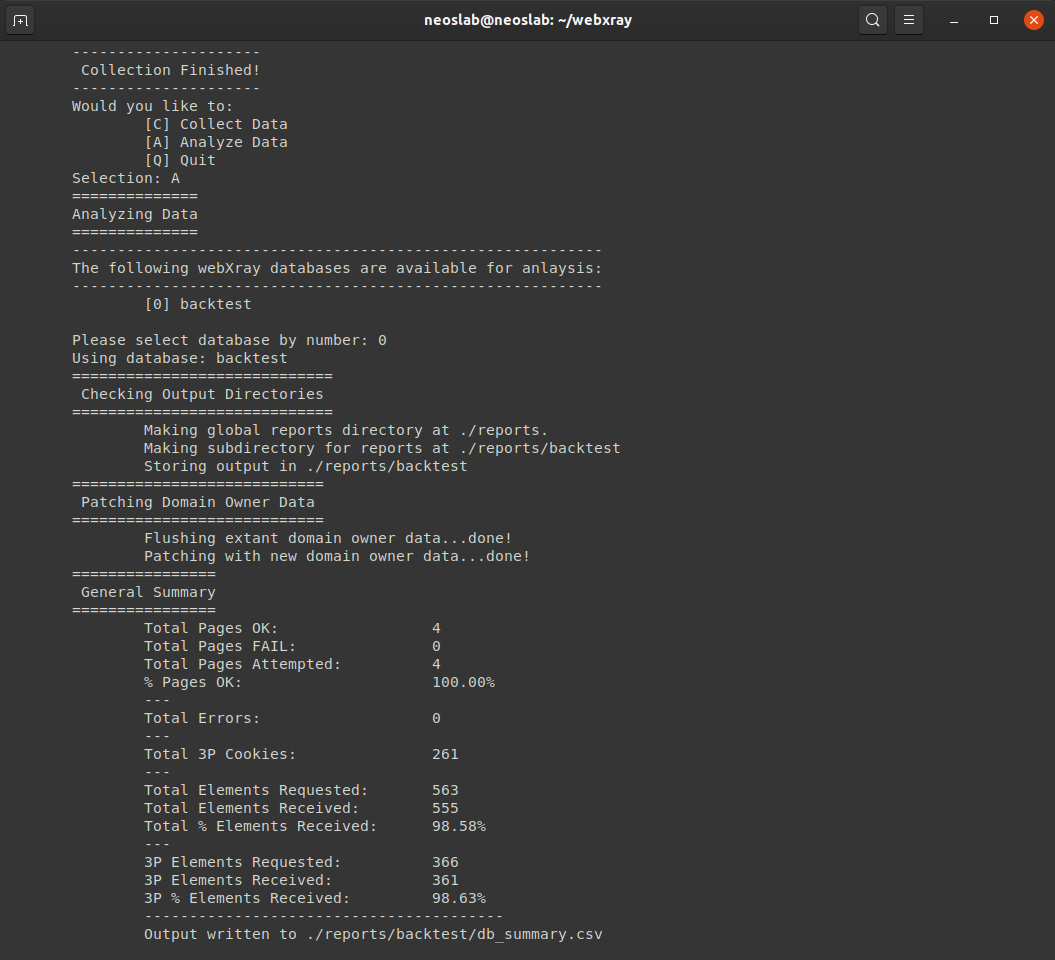 neoslab@neoslab: ~/webxray
---------------------
Collection Finished!
---------------------
Would you like to:
[C] Collect Data
[A] Analyze Data
[Q] Quit
Selection: A
==============
Analyzing Data
==============
-----------------------------------------------------------
The following webXray databases are available for anlaysis:
-----------------------------------------------------------
[0] backtest
Please select database by number: 0
Using database: backtest
=============================
Checking Output Directories
=============================
Making global reports directory at ./reports.
Making subdirectory for reports at ./reports/backtest
Storing output in ./reports/backtest
============================
Patching Domain Owner Data
============================
Flushing extant domain owner data...done!
Patching with new domain owner data...done!
================
General Summary
================
Total Pages OK: 4
Total Pages FAIL: 0
Total Pages Attempted: 4
% Pages OK: 100.00%
---
Total Errors: 0
---
Total 3P Cookies: 261
---
Total Elements Requested: 563
Total Elements Received: 555
Total % Elements Received: 98.58%
---
3P Elements Requested: 366
3P Elements Received: 361
3P % Elements Received: 98.63%
----------------------------------------
Output written to ./reports/backtest/db_summary.csv